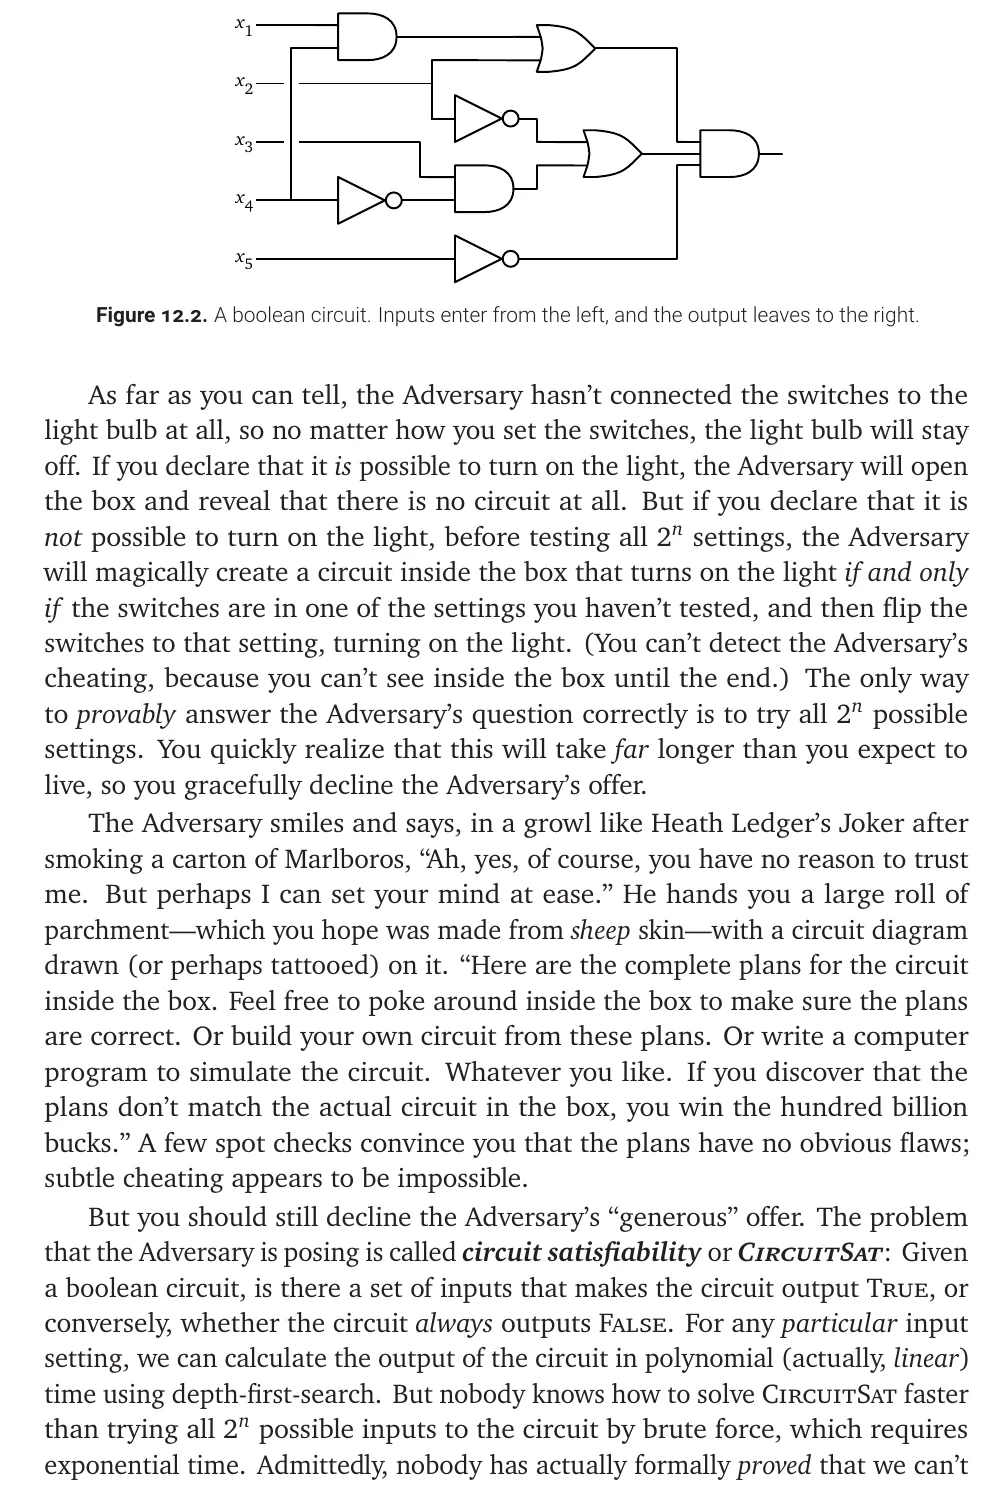 x1
x2
x3
x4
x5
Figure 12.2. A boolean circuit. Inputs enter from the left, and the output leaves to the right.
As far as you can tell, the Adversary hasn’t connected the switches to the
light bulb at all, so no matter how you set the switches, the light bulb will stay
off. If you declare that it is possible to turn on the light, the Adversary will open
the box and reveal that there is no circuit at all. But if you declare that it is
not possible to turn on the light, before testing all 2ⁿ settings, the Adversary
will magically create a circuit inside the box that turns on the light if and only
if the switches are in one of the settings you haven’t tested, and then flip the
switches to that setting, turning on the light. (You can’t detect the Adversary’s
cheating, because you can’t see inside the box until the end.) The only way
to provably answer the Adversary’s question correctly is to try all 2ⁿ possible
settings. You quickly realize that this will take far longer than you expect to
live, so you gracefully decline the Adversary’s offer.
The Adversary smiles and says, in a growl like Heath Ledger’s Joker after
smoking a carton of Marlboros, “Ah, yes, of course, you have no reason to trust
me. But perhaps I can set your mind at ease.” He hands you a large roll of
parchment—which you hope was made from sheep skin—with a circuit diagram
drawn (or perhaps tattooed) on it. “Here are the complete plans for the circuit
inside the box. Feel free to poke around inside the box to make sure the plans
are correct. Or build your own circuit from these plans. Or write a computer
program to simulate the circuit. Whatever you like. If you discover that the
plans don’t match the actual circuit in the box, you win the hundred billion
bucks.” A few spot checks convince you that the plans have no obvious flaws;
subtle cheating appears to be impossible.
But you should still decline the Adversary’s “generous” offer. The problem
that the Adversary is posing is called circuit satisfiability or CircuitSat: Given
a boolean circuit, is there a set of inputs that makes the circuit output True, or
conversely, whether the circuit always outputs False. For any particular input
setting, we can calculate the output of the circuit in polynomial (actually, linear)
time using depth-first-search. But nobody knows how to solve CircuitSat faster
than trying all 2ⁿ possible inputs to the circuit by brute force, which requires
exponential time. Admittedly, nobody has actually formally proved that we can’t